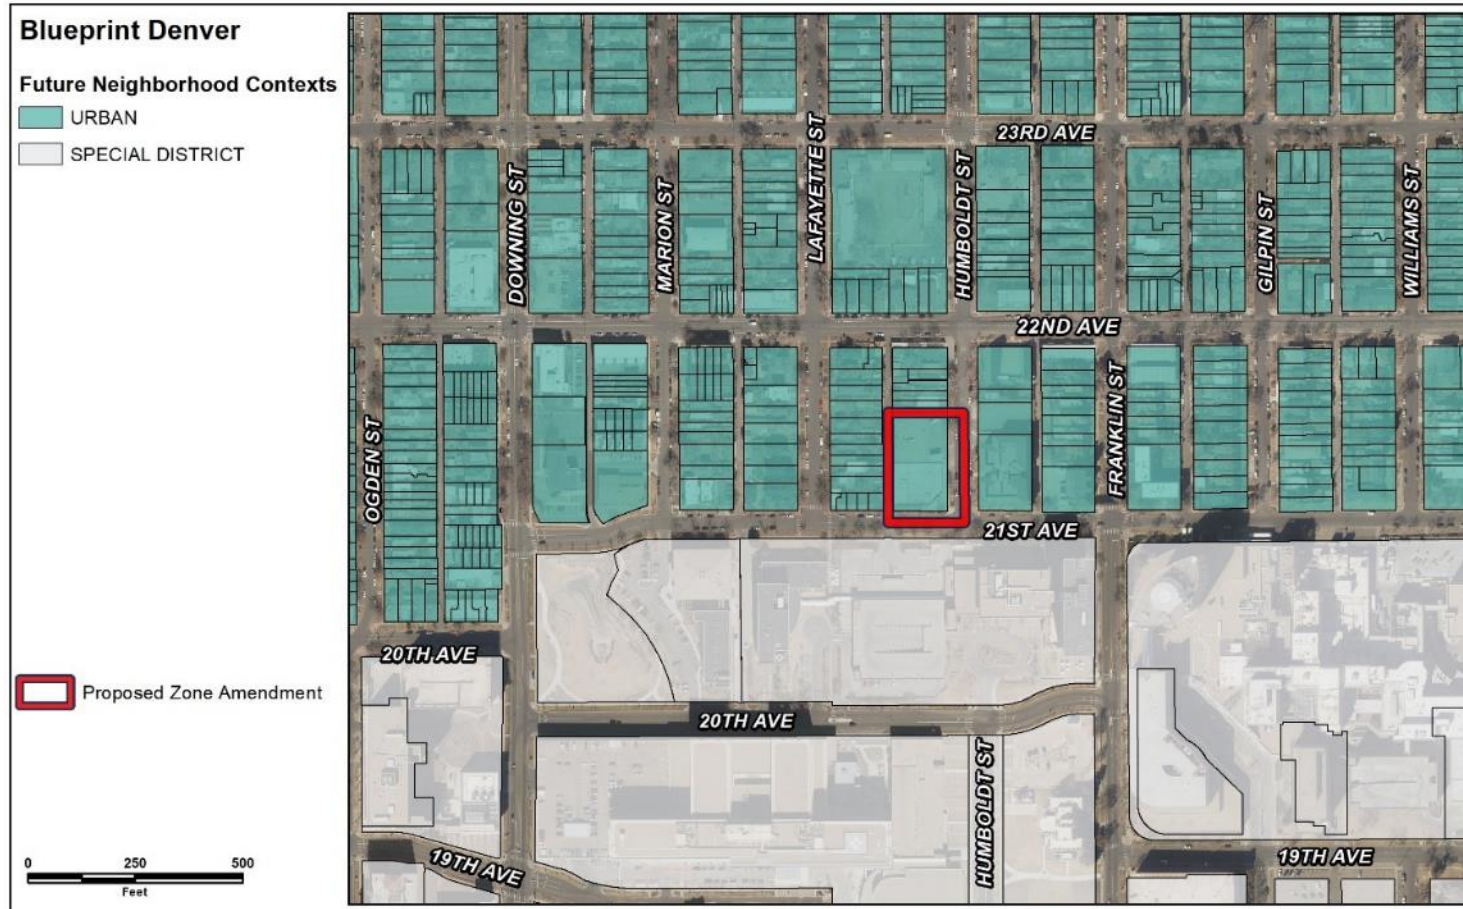 Blueprint Denver
Future Neighborhood Contexts
URBAN
SPECIAL DISTRICT
Proposed Zone Amendment
0 250 500
Feet
23RD AVE
DOWNING ST
MARION ST
LAFAYETTE ST
HUMBOLDT ST
GILPIN ST
WILLIAMS ST
22ND AVE
OGDEN ST
FRANKLIN ST
21ST AVE
20TH AVE
20TH AVE
HUMBOLDT ST
19TH AVE
19TH AVE